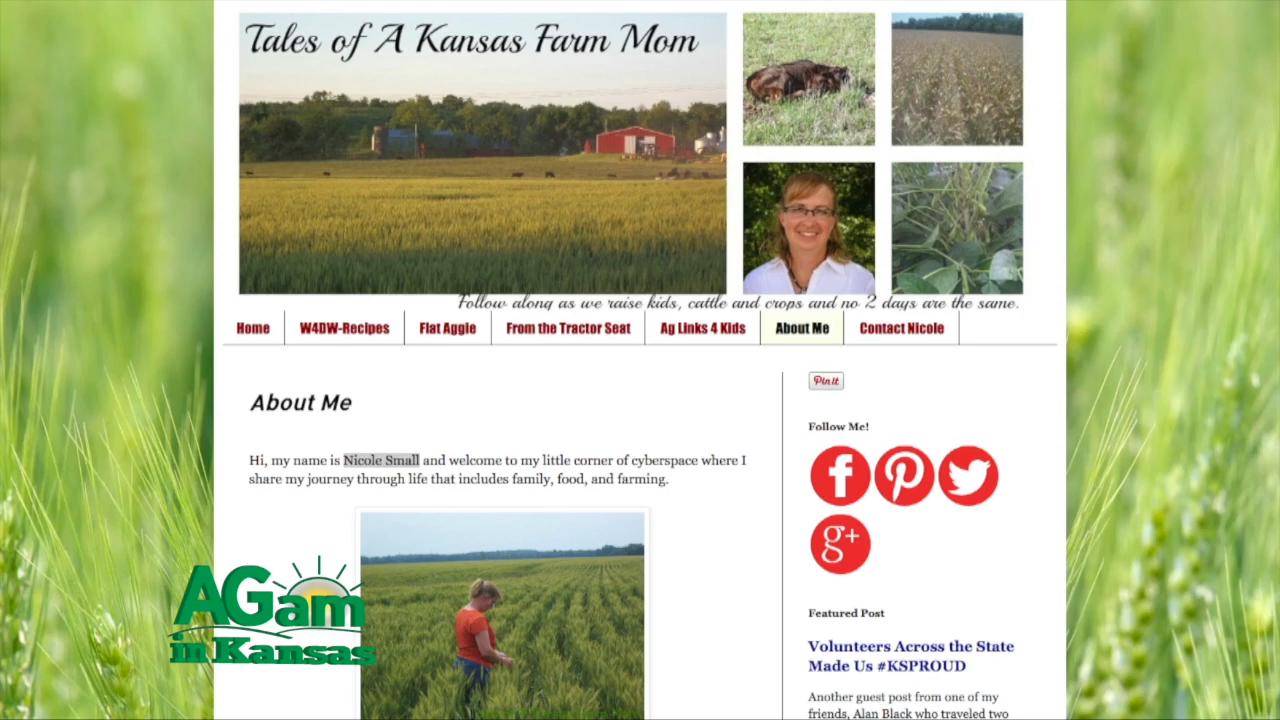 Tales of A Kansas Farm Mom
Follow along as we raise kids, cattle and crops and no 2 days are the same.
Home W4DW-Recipes Flat Aggie From the Tractor Seat Ag Links 4 Kids About Me Contact Nicole
About Me
Hi, my name is Nicole Small and welcome to my little corner of cyberspace where I
share my journey through life that includes family, food, and farming.
Pin it
Follow Me!
g+
Featured Post
Volunteers Across the State
Made Us #KSPROUD
Another guest post from one of my
friends, Alan Black who traveled two
AGam
in Kansas